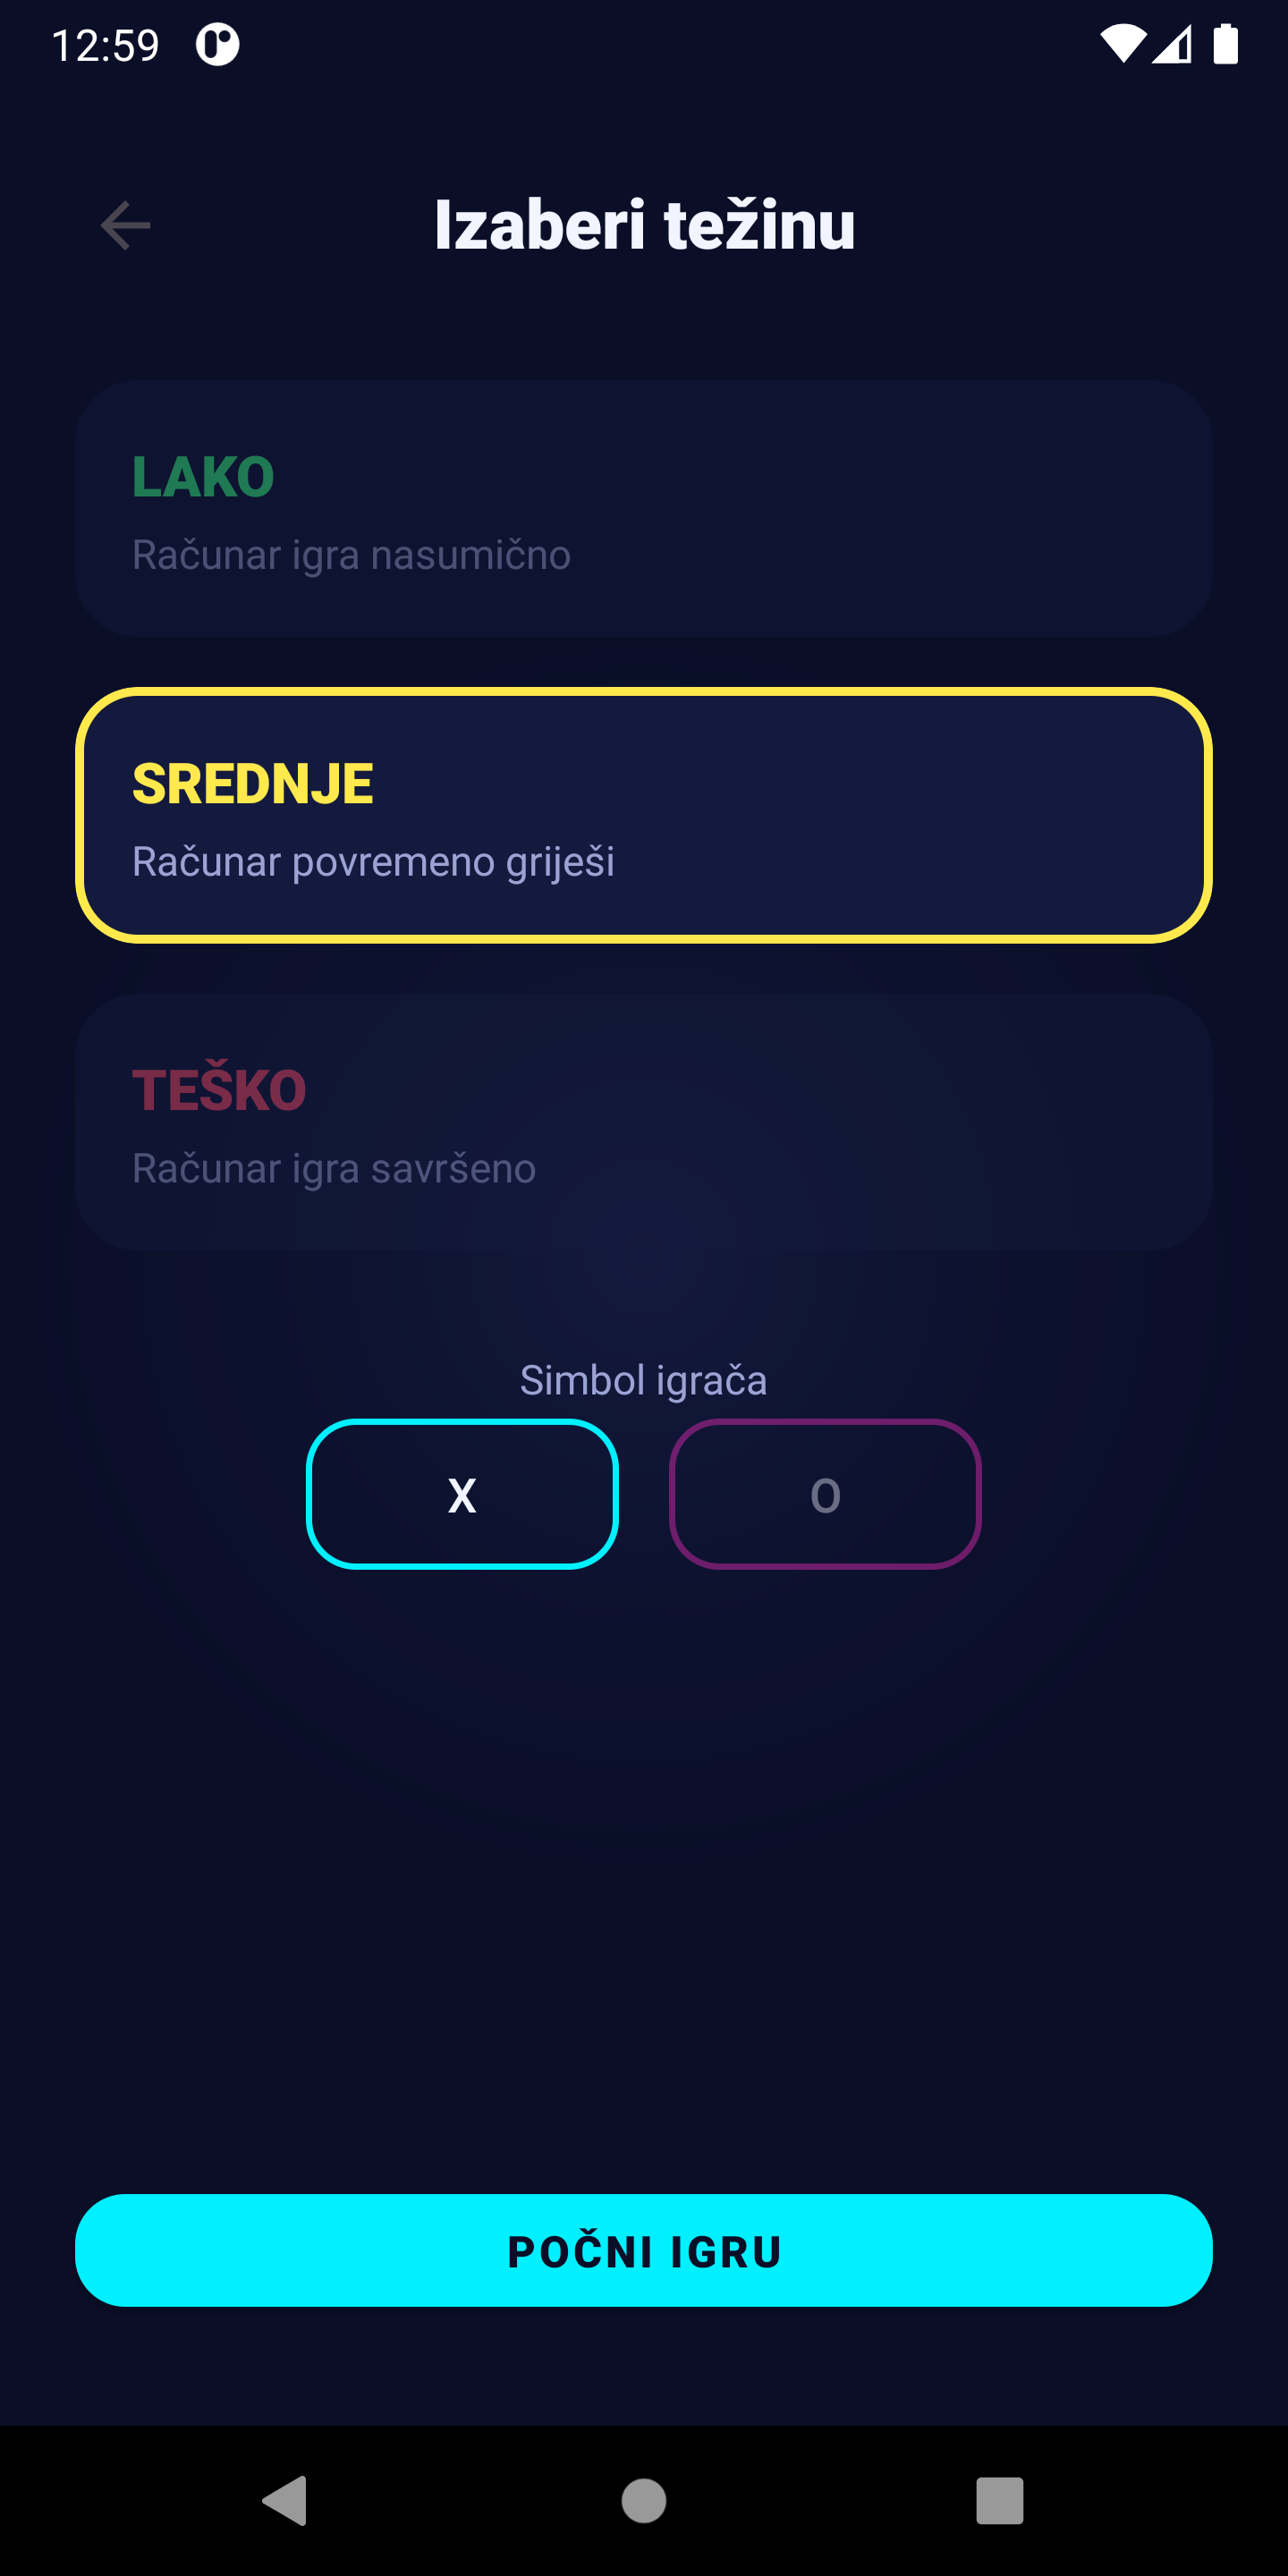 12:59
Izaberi težinu
LAKO
Računar igra nasumično
SREDNJE
Računar povremeno griješi
TEŠKO
Računar igra savršeno
Simbol igrača
X O
POČNI IGRU